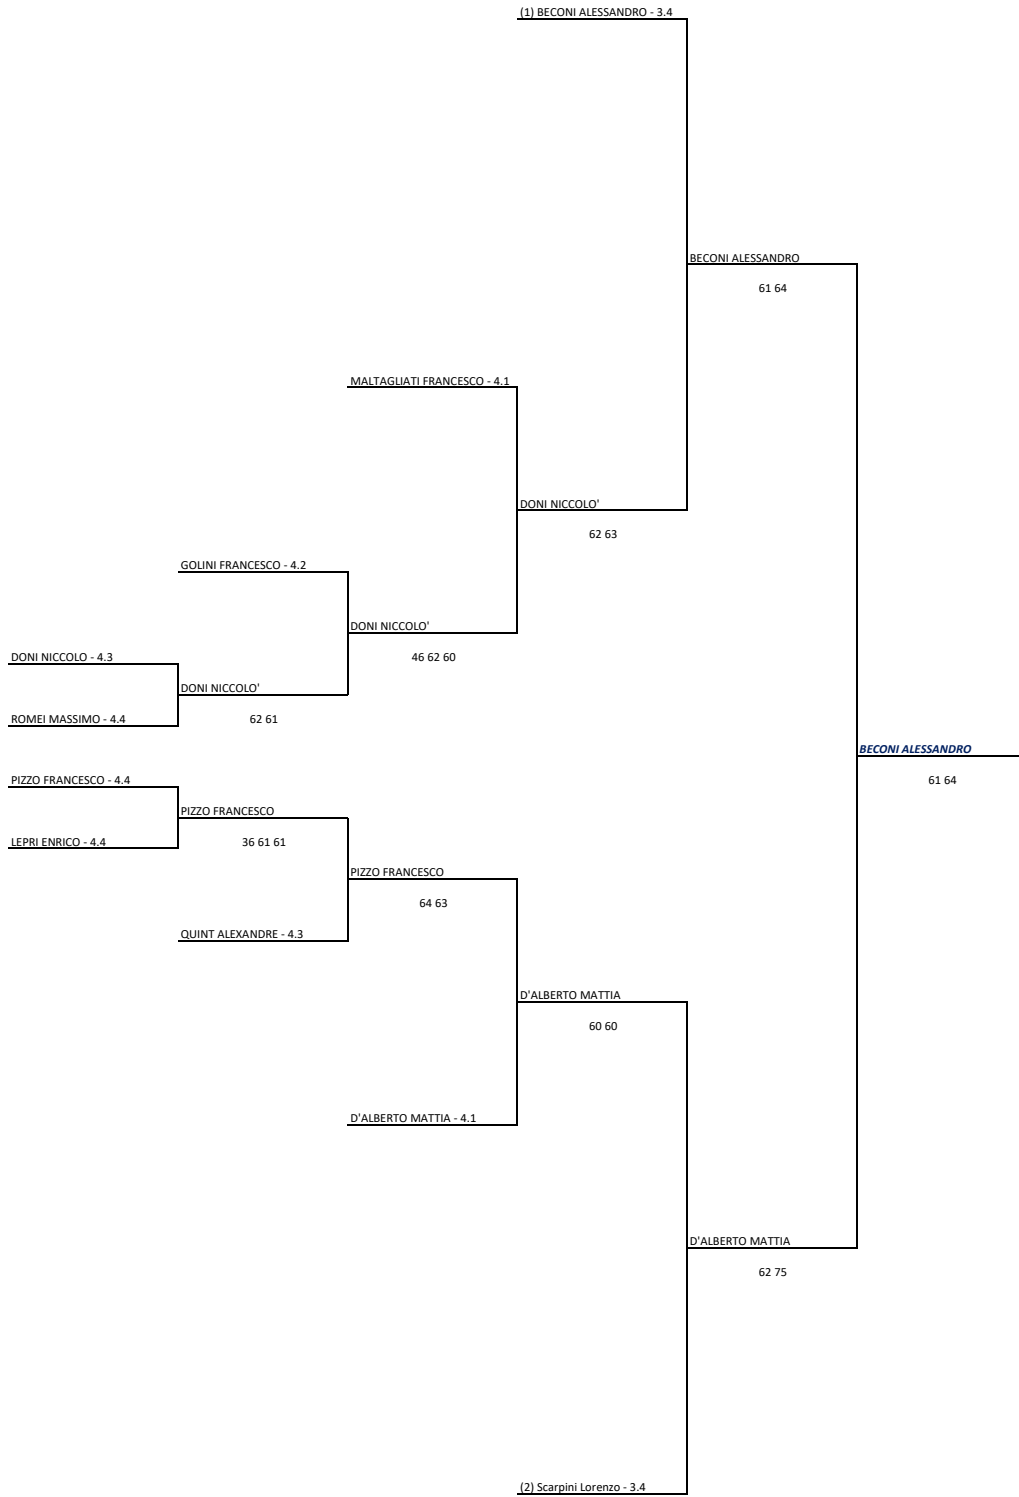 (1) BECONI ALESSANDRO - 3.4
BECONI ALESSANDRO
61 64
MALTAGLIATI FRANCESCO - 4.1
DONI NICCOLO'
62 63
GOLINI FRANCESCO - 4.2
DONI NICCOLO'
46 62 60
DONI NICCOLO - 4.3
DONI NICCOLO'
62 61
ROMEI MASSIMO - 4.4
BECONI ALESSANDRO
61 64
PIZZO FRANCESCO - 4.4
PIZZO FRANCESCO
36 61 61
LEPRI ENRICO - 4.4
PIZZO FRANCESCO
64 63
QUINT ALEXANDRE - 4.3
D'ALBERTO MATTIA
60 60
D'ALBERTO MATTIA - 4.1
D'ALBERTO MATTIA
62 75
(2) Scarpini Lorenzo - 3.4